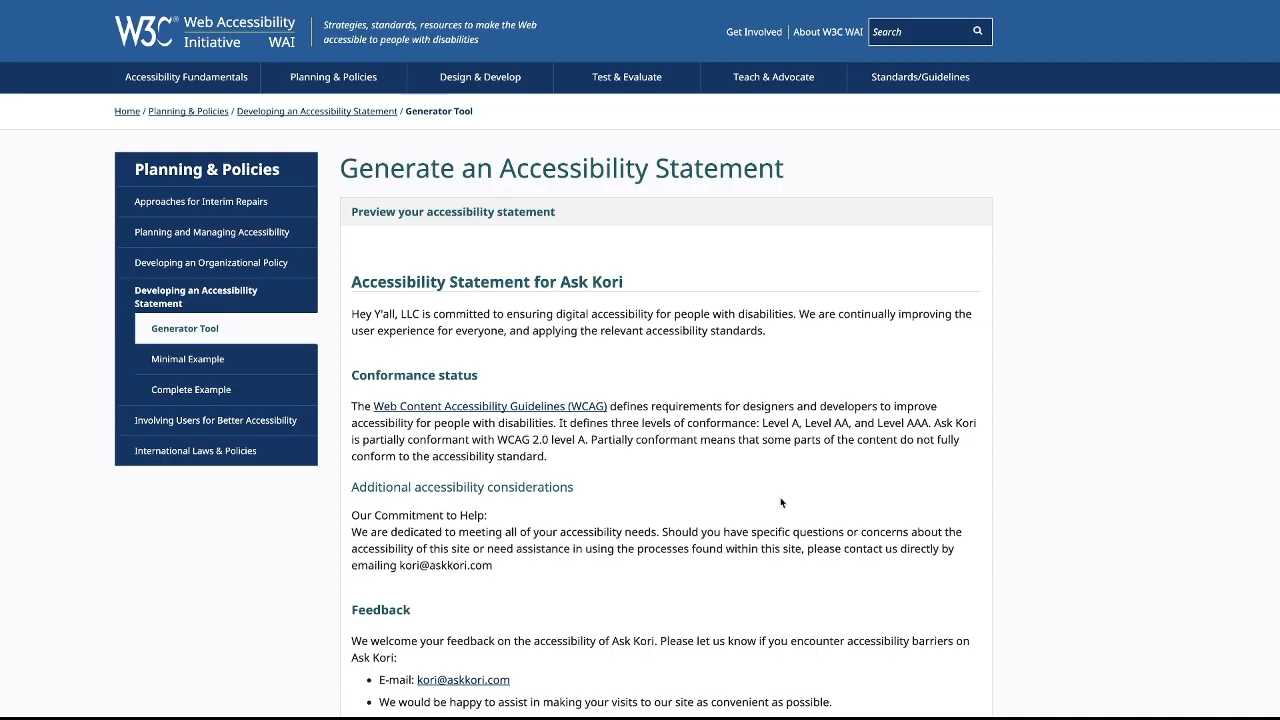 W3C® Web Accessibility Initiative WAI
Strategies, standards, resources to make the Web
accessible to people with disabilities
Get Involved
About W3C WAI
Search
Accessibility Fundamentals
Planning & Policies
Design & Develop
Test & Evaluate
Teach & Advocate
Standards/Guidelines
Home / Planning & Policies / Developing an Accessibility Statement / Generator Tool
Planning & Policies
Approaches for Interim Repairs
Planning and Managing Accessibility
Developing an Organizational Policy
Developing an Accessibility
Statement
Generator Tool
Minimal Example
Complete Example
Involving Users for Better Accessibility
International Laws & Policies
Generate an Accessibility Statement
Preview your accessibility statement
Accessibility Statement for Ask Kori
Hey Y'all, LLC is committed to ensuring digital accessibility for people with disabilities. We are continually improving the
user experience for everyone, and applying the relevant accessibility standards.
Conformance status
The Web Content Accessibility Guidelines (WCAG) defines requirements for designers and developers to improve
accessibility for people with disabilities. It defines three levels of conformance: Level A, Level AA, and Level AAA. Ask Kori
is partially conformant with WCAG 2.0 level A. Partially conformant means that some parts of the content do not fully
conform to the accessibility standard.
Additional accessibility considerations
Our Commitment to Help:
We are dedicated to meeting all of your accessibility needs. Should you have specific questions or concerns about the
accessibility of this site or need assistance in using the processes found within this site, please contact us directly by
emailing kori@askkori.com
Feedback
We welcome your feedback on the accessibility of Ask Kori. Please let us know if you encounter accessibility barriers on
Ask Kori:
• E-mail: kori@askkori.com
• We would be happy to assist in making your visits to our site as convenient as possible.